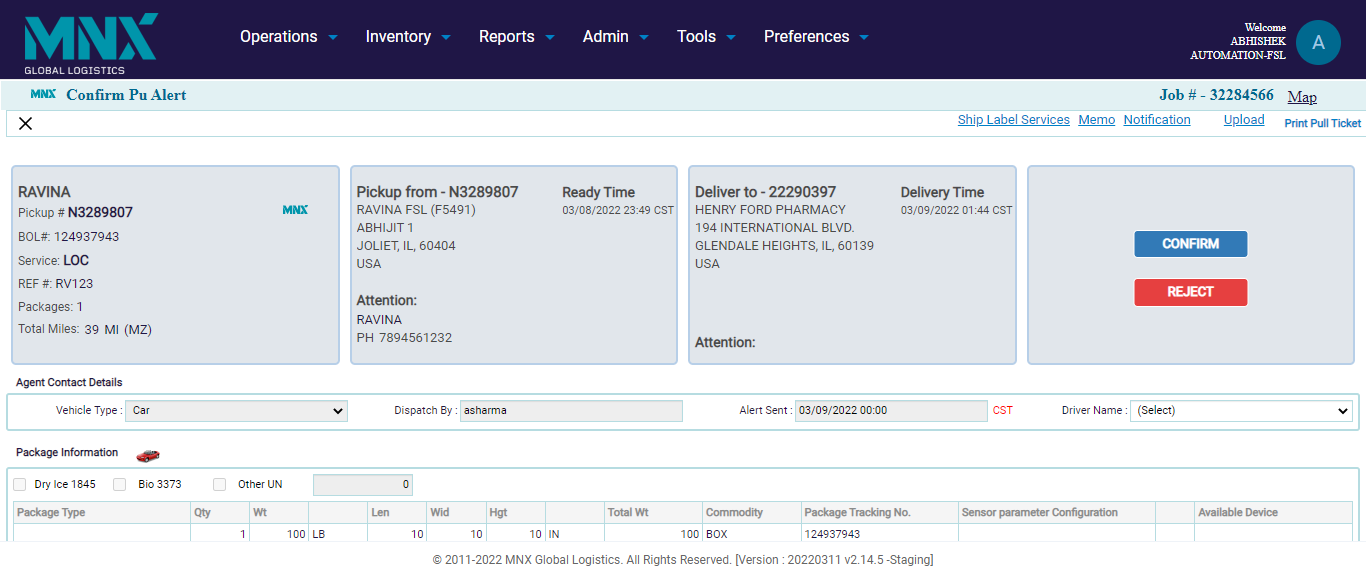 MNX
GLOBAL LOGISTICS
Operations Inventory Reports Admin Tools Preferences
Welcome
ABHISHEK
AUTOMATION-FSL
A
MNX Confirm Pu Alert Job # - 32284566 Map
Ship Label Services Memo Notification Upload Print Pull Ticket
RAVINA
Pickup # N3289807
MNX
BOL#: 124937943
Service: LOC
REF #: RV123
Packages: 1
Total Miles: 39 MI (MZ)
Pickup from - N3289807 Ready Time
RAVINA FSL (F5491) 03/08/2022 23:49 CST
ABHIJIT 1
JOLIET, IL, 60404
USA
Attention:
RAVINA
PH 7894561232
Deliver to - 22290397 Delivery Time
HENRY FORD PHARMACY 03/09/2022 01:44 CST
194 INTERNATIONAL BLVD.
GLENDALE HEIGHTS, IL, 60139
USA
Attention:
CONFIRM
REJECT
Agent Contact Details
Vehicle Type : Car Dispatch By : asharma Alert Sent : 03/09/2022 00:00 CST Driver Name : (Select)
Package Information
Dry Ice 1845 Bio 3373 Other UN 0
Package Type Qty Wt Len Wid Hgt Total Wt Commodity Package Tracking No. Sensor parameter Configuration Available Device
1 100 LB 10 10 10 IN 100 BOX 124937943
© 2011-2022 MNX Global Logistics. All Rights Reserved. [Version : 20220311 v2.14.5 -Staging]